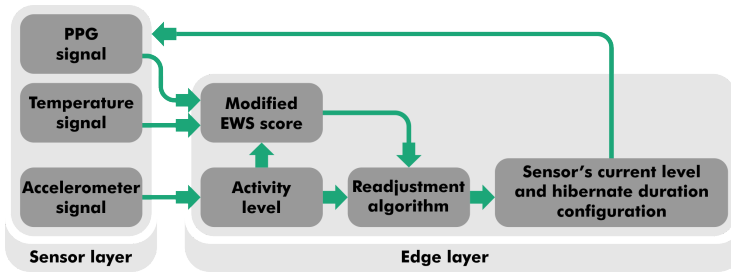 PPG
signal
Temperature
signal
Accelerometer
signal
Sensor layer
Modified
EWS score
Activity
level
Readjustment
algorithm
Sensor's current level
and hibernate duration
configuration
Edge layer